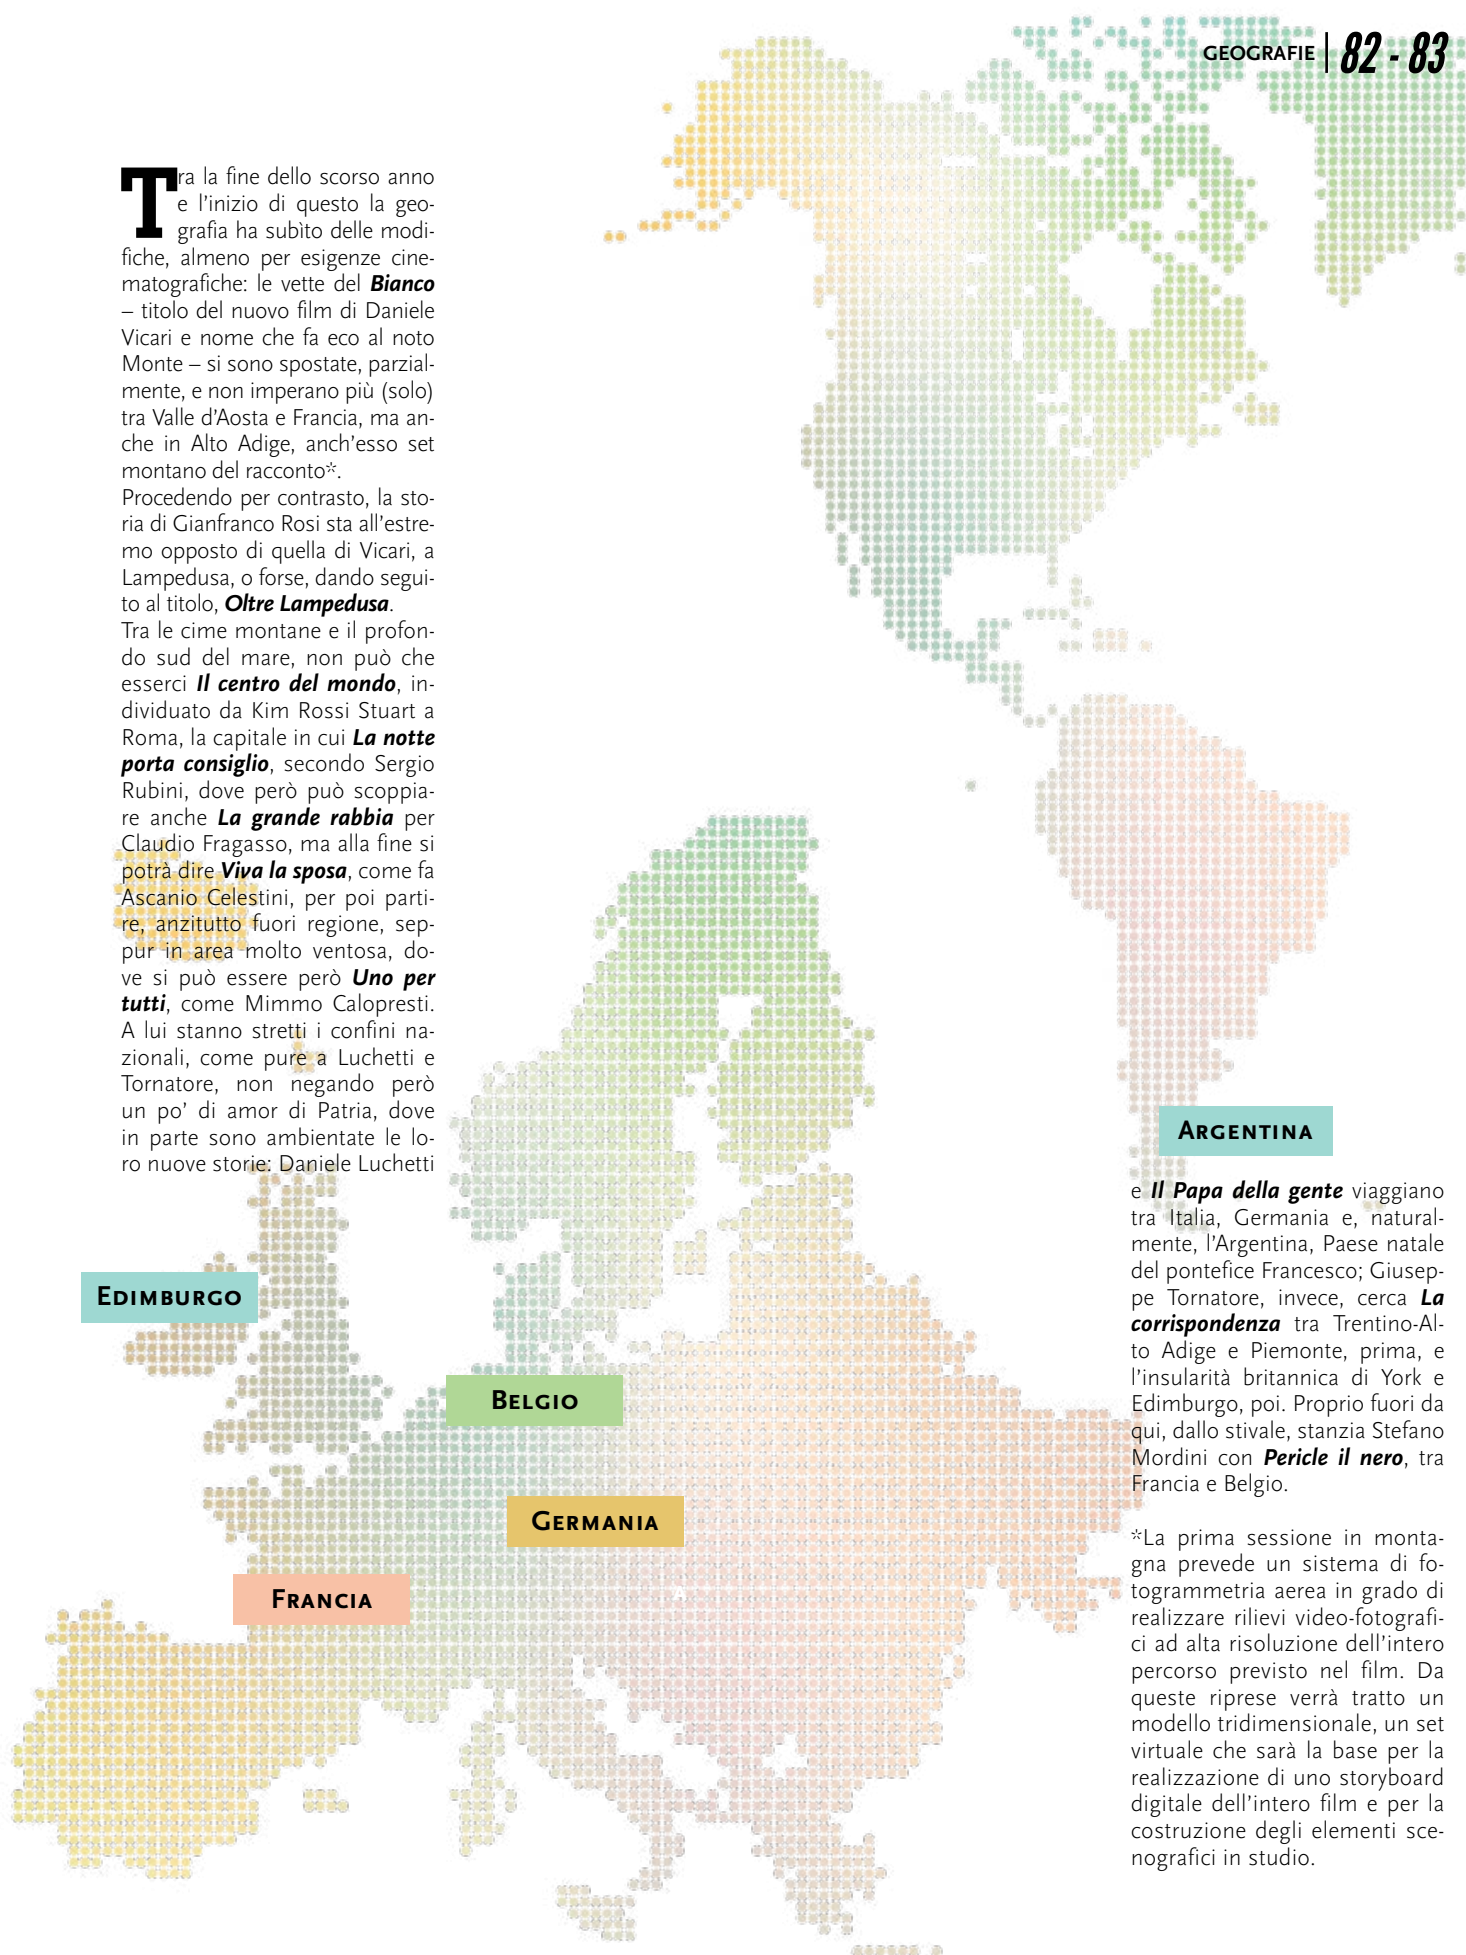 GEOGRAFIE | 82 - 83
Tra la fine dello scorso anno
e l'inizio di questo la geo-
grafia ha subìto delle modi-
fiche, almeno per esigenze cine-
matografiche: le vette del Bianco
– titolo del nuovo film di Daniele
Vicari e nome che fa eco al noto
Monte – si sono spostate, parzial-
mente, e non imperano più (solo)
tra Valle d'Aosta e Francia, ma an-
che in Alto Adige, anch'esso set
montano del racconto*.
Procedendo per contrasto, la sto-
ria di Gianfranco Rosi sta all'estre-
mo opposto di quella di Vicari, a
Lampedusa, o forse, dando segui-
to al titolo, Oltre Lampedusa.
Tra le cime montane e il profon-
do sud del mare, non può che
esserci Il centro del mondo, in-
dividuato da Kim Rossi Stuart a
Roma, la capitale in cui La notte
porta consiglio, secondo Sergio
Rubini, dove però può scoppia-
re anche La grande rabbia per
Claudio Fragasso, ma alla fine si
potrà dire Viva la sposa, come fa
Ascanio Celestini, per poi parti-
re, anzitutto fuori regione, sep-
pur in area molto ventosa, do-
ve si può essere però Uno per
tutti, come Mimmo Calopresti.
A lui stanno stretti i confini na-
zionali, come pure a Luchetti e
Tornatore, non negando però
un po' di amor di Patria, dove
in parte sono ambientate le lo-
ro nuove storie: Daniele Luchetti
ARGENTINA
e Il Papa della gente viaggiano
tra Italia, Germania e, natural-
mente, l'Argentina, Paese natale
del pontefice Francesco; Giusep-
pe Tornatore, invece, cerca La
corrispondenza tra Trentino-Al-
to Adige e Piemonte, prima, e
l'insularità britannica di York e
Edimburgo, poi. Proprio fuori da
qui, dallo stivale, stanzia Stefano
Mordini con Pericle il nero, tra
Francia e Belgio.
*La prima sessione in monta-
gna prevede un sistema di fo-
togrammetria aerea in grado di
realizzare rilievi video-fotografi-
ci ad alta risoluzione dell'intero
percorso previsto nel film. Da
queste riprese verrà tratto un
modello tridimensionale, un set
virtuale che sarà la base per la
realizzazione di uno storyboard
digitale dell'intero film e per la
costruzione degli elementi sce-
nografici in studio.
EDIMBURGO
BELGIO
GERMANIA
A
FRANCIA